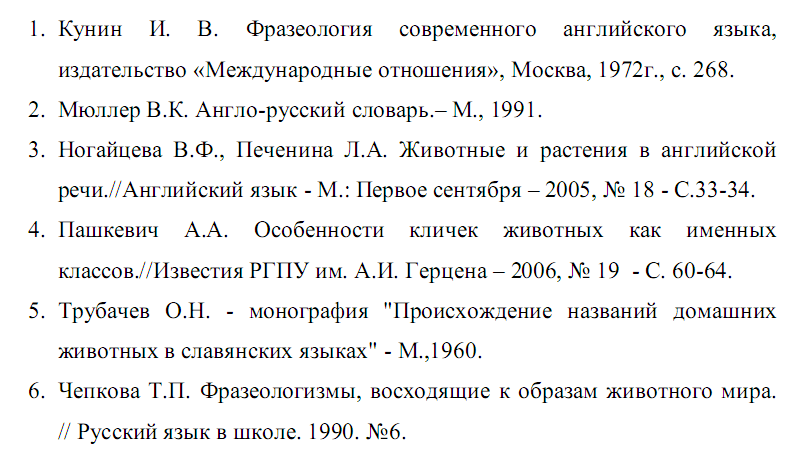 1. Кунин И. В. Фразеология современного английского языка,
издательство «Международные отношения», Москва, 1972г., с. 268.
2. Мюллер В.К. Англо-русский словарь.– М., 1991.
3. Ногайцева В.Ф., Печенина Л.А. Животные и растения в английской
речи.//Английский язык - М.: Первое сентября – 2005, № 18 - С.33-34.
4. Пашкевич А.А. Особенности кличек животных как именных
классов.//Известия РГПУ им. А.И. Герцена – 2006, № 19 - С. 60-64.
5. Трубачев О.Н. - монография "Происхождение названий домашних
животных в славянских языках" - М.,1960.
6. Чепкова Т.П. Фразеологизмы, восходящие к образам животного мира.
// Русский язык в школе. 1990. №6.